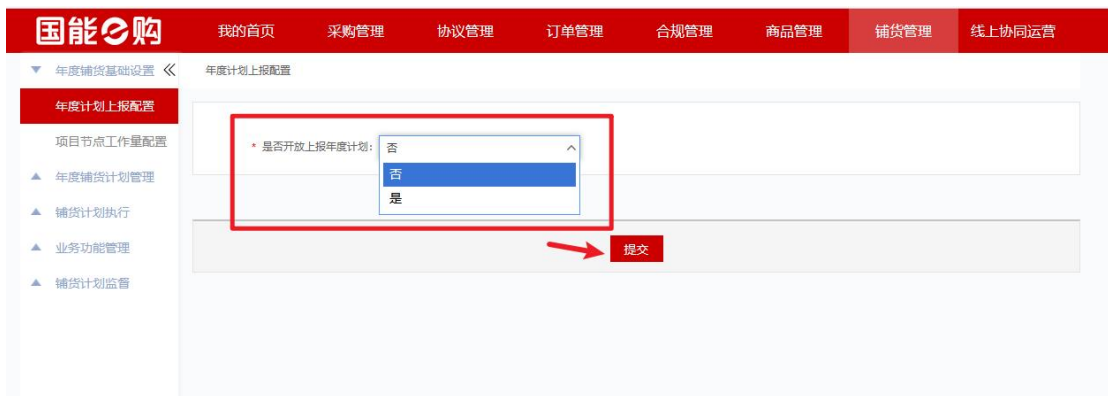 国能e购 我的首页 采购管理 协议管理 订单管理 合规管理 商品管理 铺货管理 线上协同运营
年度铺货基础设置 年度计划上报配置
年度计划上报配置
项目节点工作量配置
* 是否开放上报年度计划: 否
否
年度铺货计划管理
是
铺货计划执行
业务功能管理
提交
铺货计划监督